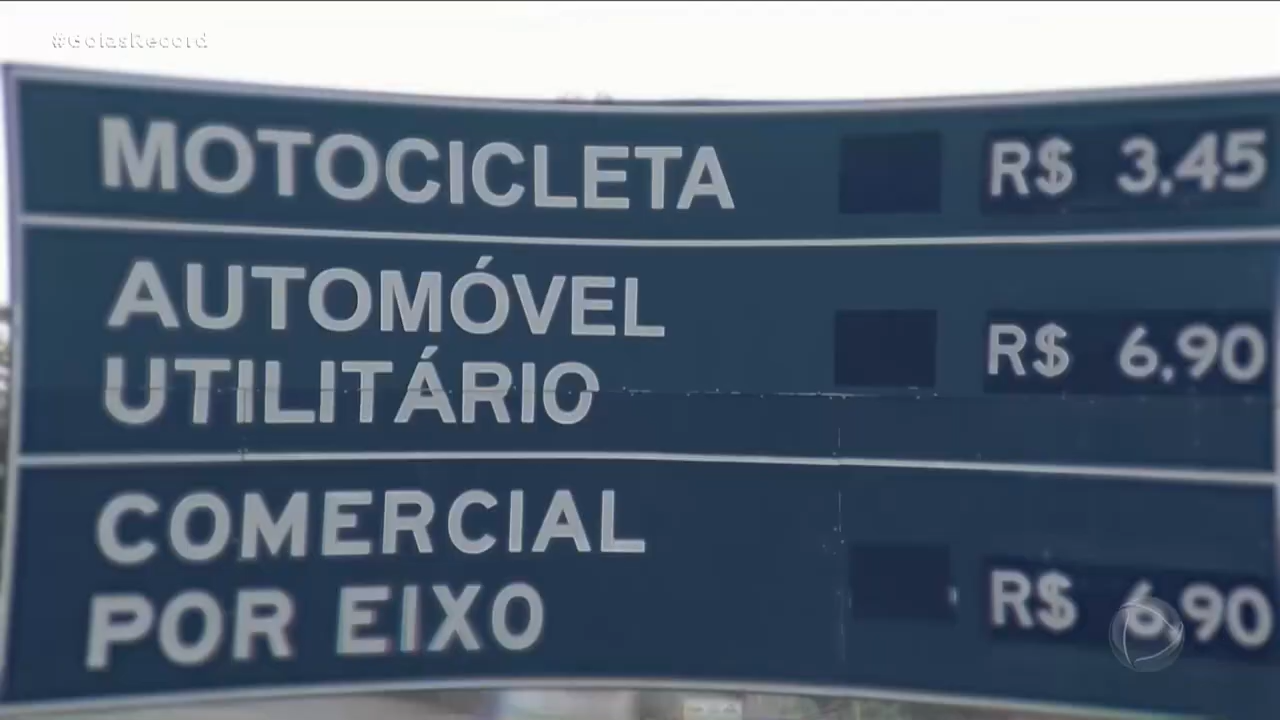 #GoiasRecord
MOTOCICLETA R$ 3,45
AUTOMÓVEL
UTILITÁRIO R$ 6,90
COMERCIAL
POR EIXO R$ 6,90